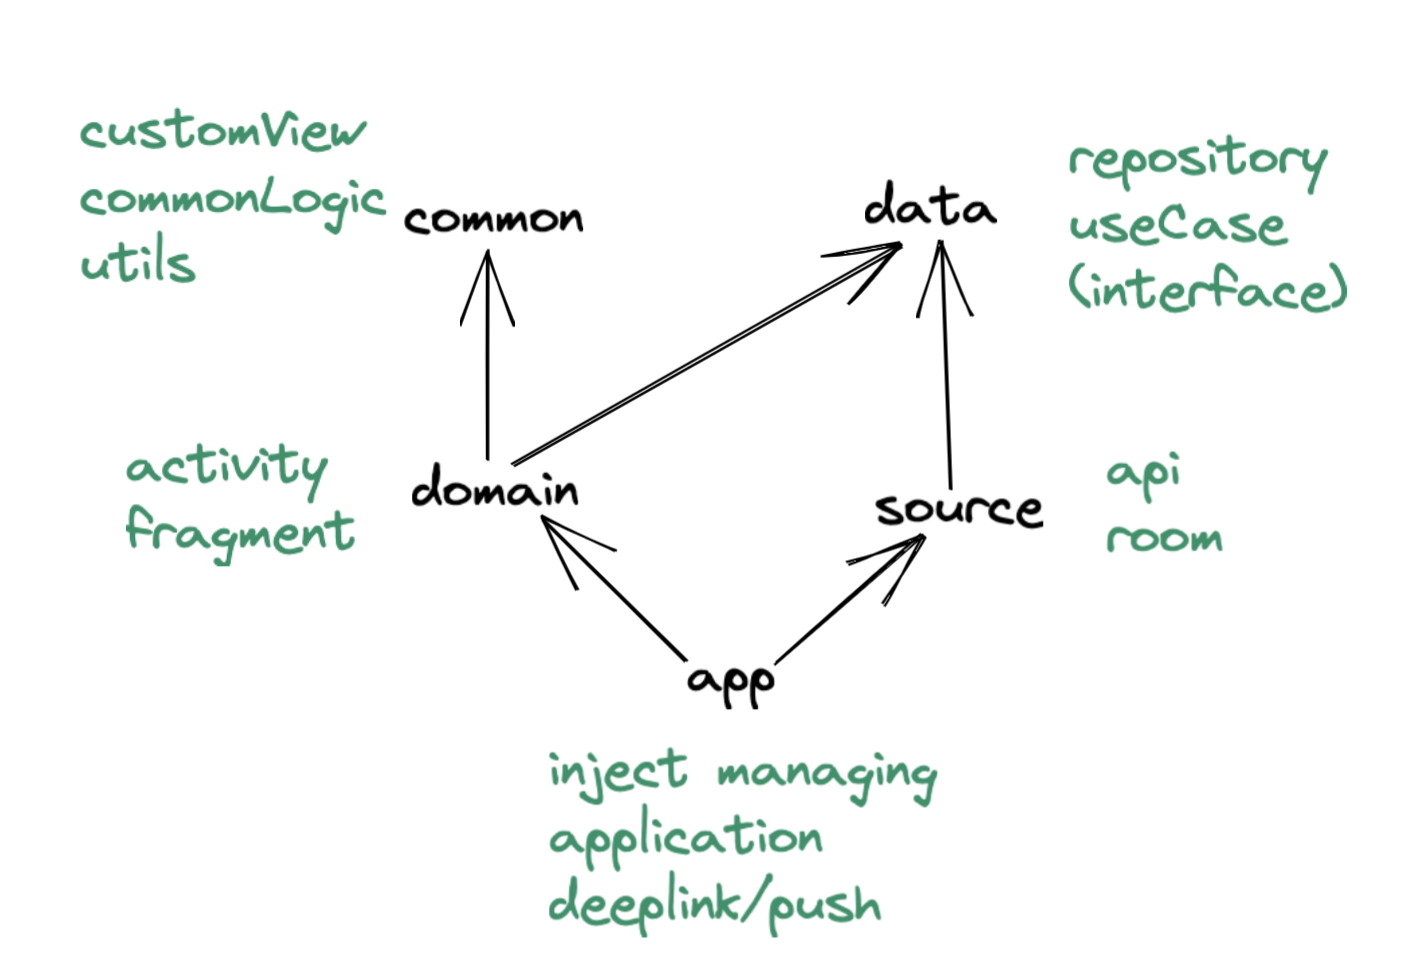 customView
commonLogic
utils
common
data
repository
useCase
(interface)
activity
fragment
domain
source
api
room
app
inject managing
application
deeplink/push